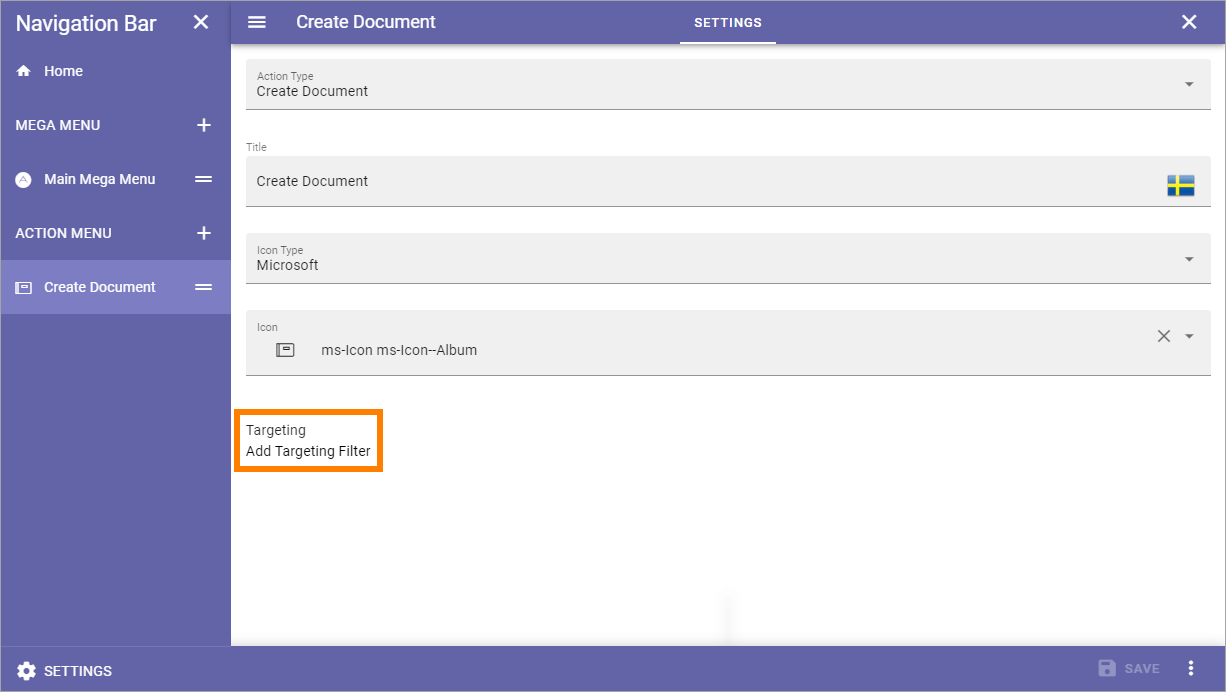 Navigation Bar
Home
MEGA MENU
Main Mega Menu
ACTION MENU
Create Document
SETTINGS
Create Document
SETTINGS
Action Type
Create Document
Title
Create Document
Icon Type
Microsoft
Icon
ms-Icon ms-Icon--Album
Targeting
Add Targeting Filter
SAVE